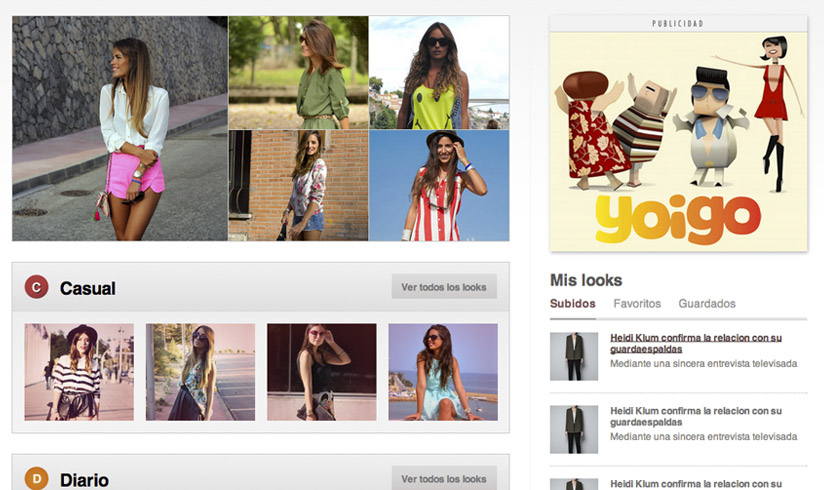 PUBLICIDAD
yoigo
C Casual
Ver todos los looks
D Diario
Ver todos los looks
Mis looks
Subidos Favoritos Guardados
Heidi Klum confirma la relacion con su
guardaespaldas
Mediante una sincera entrevista televisada
Heidi Klum confirma la relacion con su
guardaespaldas
Mediante una sincera entrevista televisada
Heidi Klum confirma la relacion con su